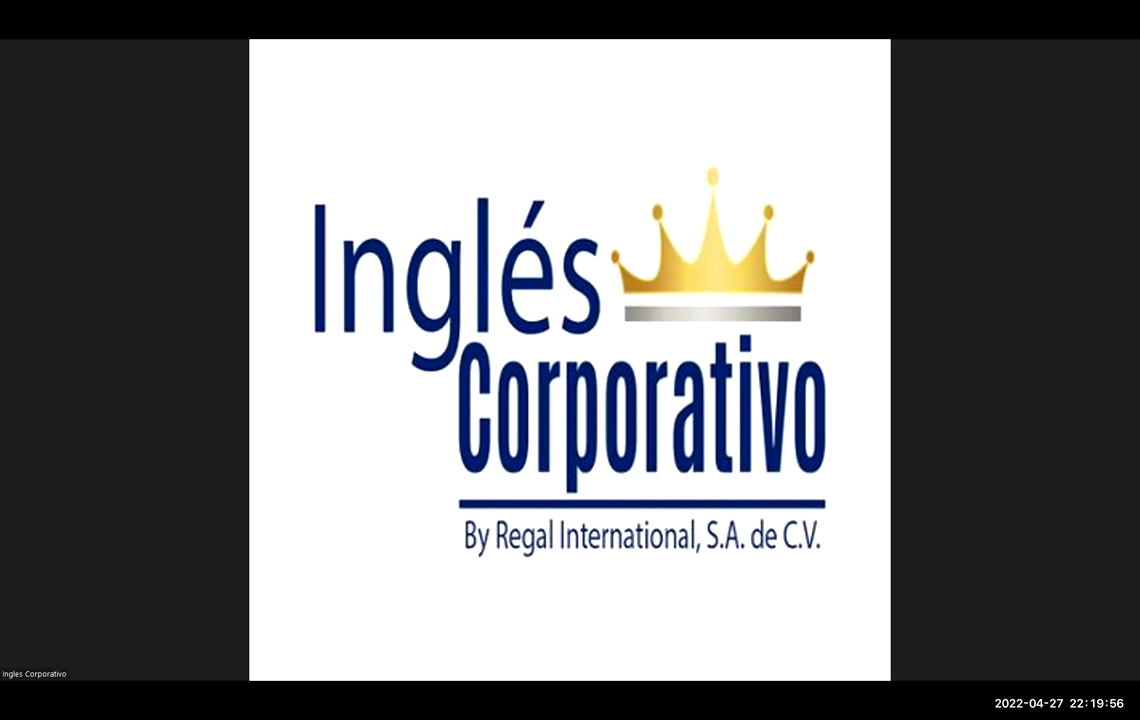 Inglés
Corporativo
By Regal International, S.A. de C.V.
Ingles Corporativo
2022-04-27 22:19:56